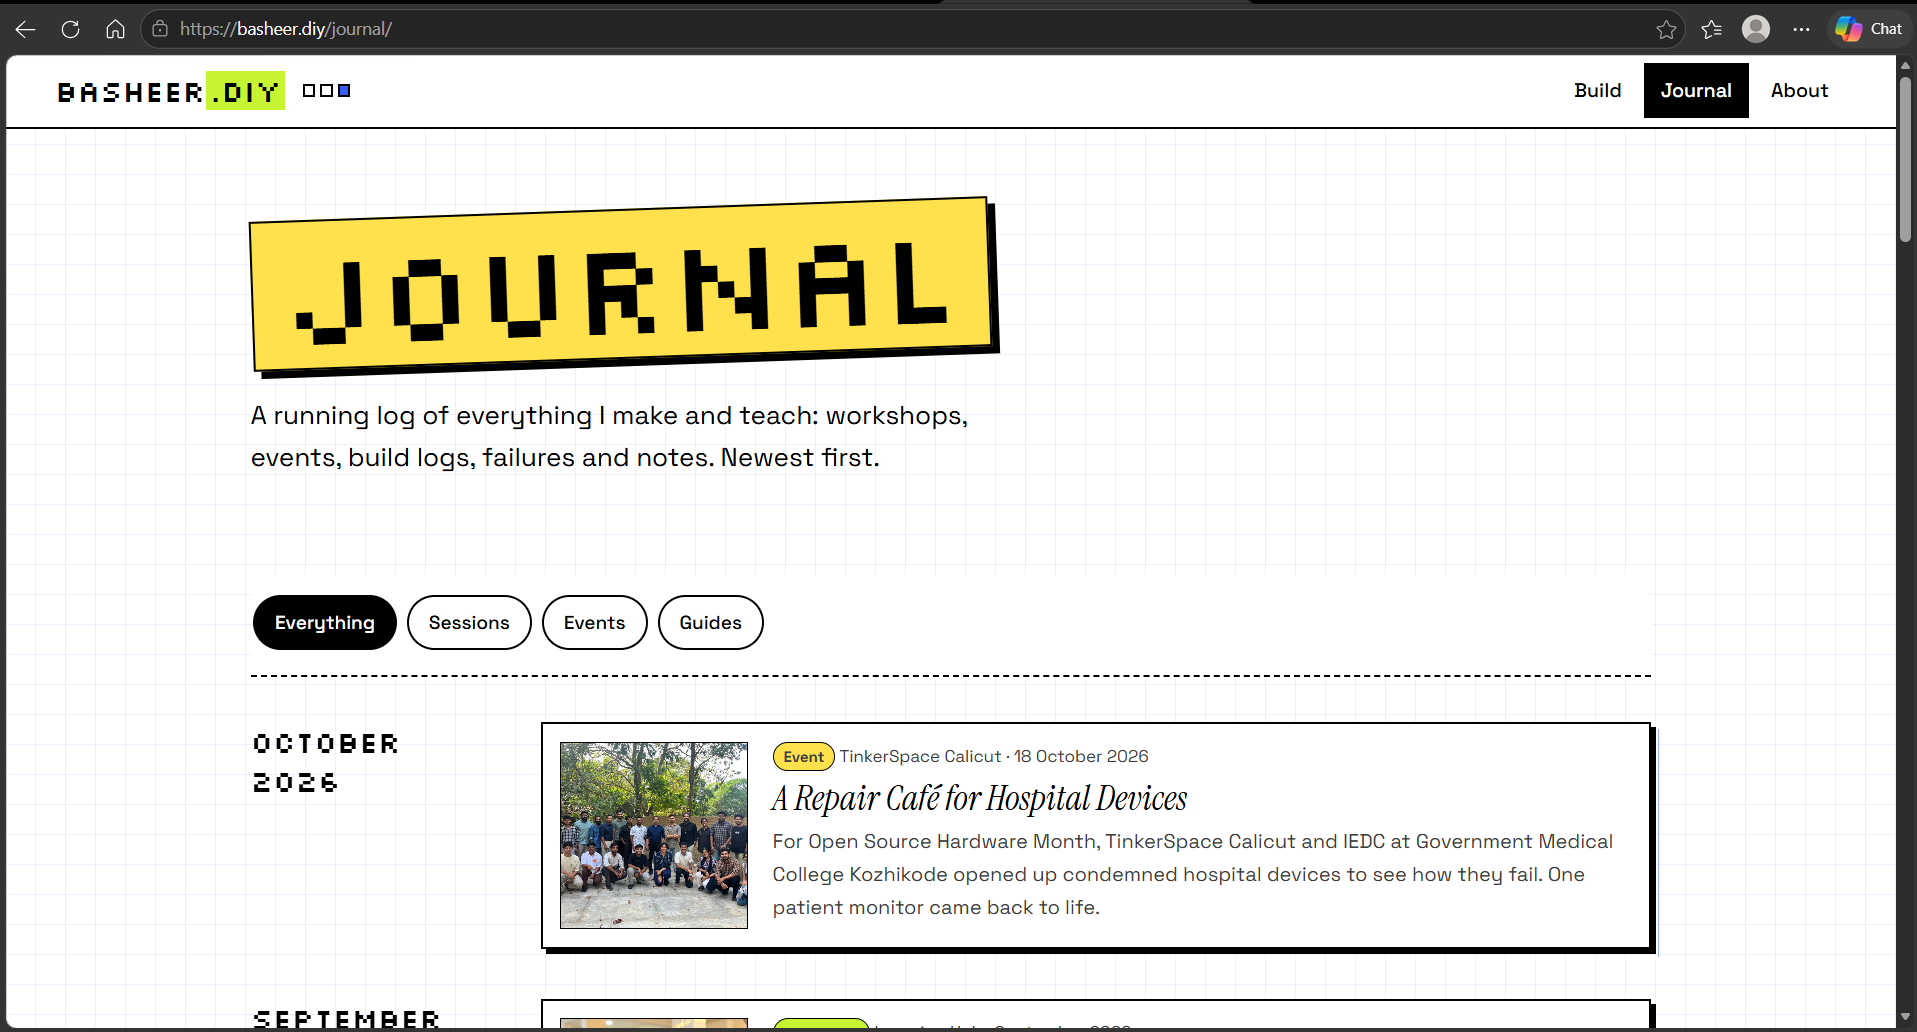 https://basheer.diy/journal/
Chat
BASHEER.DIY
Build
Journal
About
JOURNAL
A running log of everything I make and teach: workshops,
events, build logs, failures and notes. Newest first.
Everything
Sessions
Events
Guides
OCTOBER
2026
Event TinkerSpace Calicut · 18 October 2026
A Repair Café for Hospital Devices
For Open Source Hardware Month, TinkerSpace Calicut and IEDC at Government Medical
College Kozhikode opened up condemned hospital devices to see how they fail. One
patient monitor came back to life.
SEPTEMBER